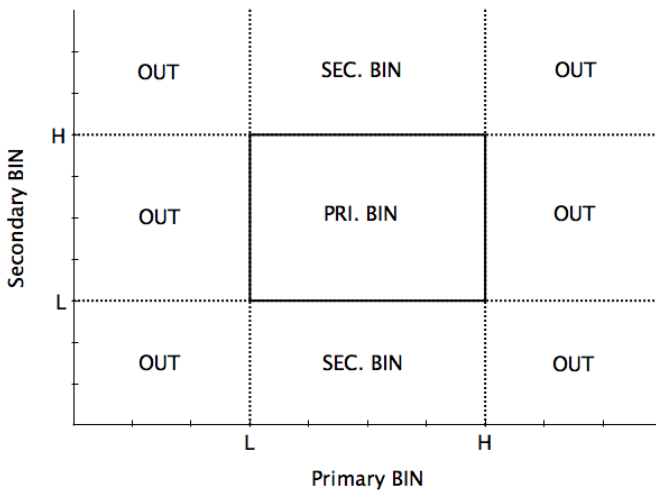 OUT SEC. BIN OUT
H
OUT PRI. BIN OUT
Secondary BIN
L
OUT SEC. BIN OUT
L H
Primary BIN